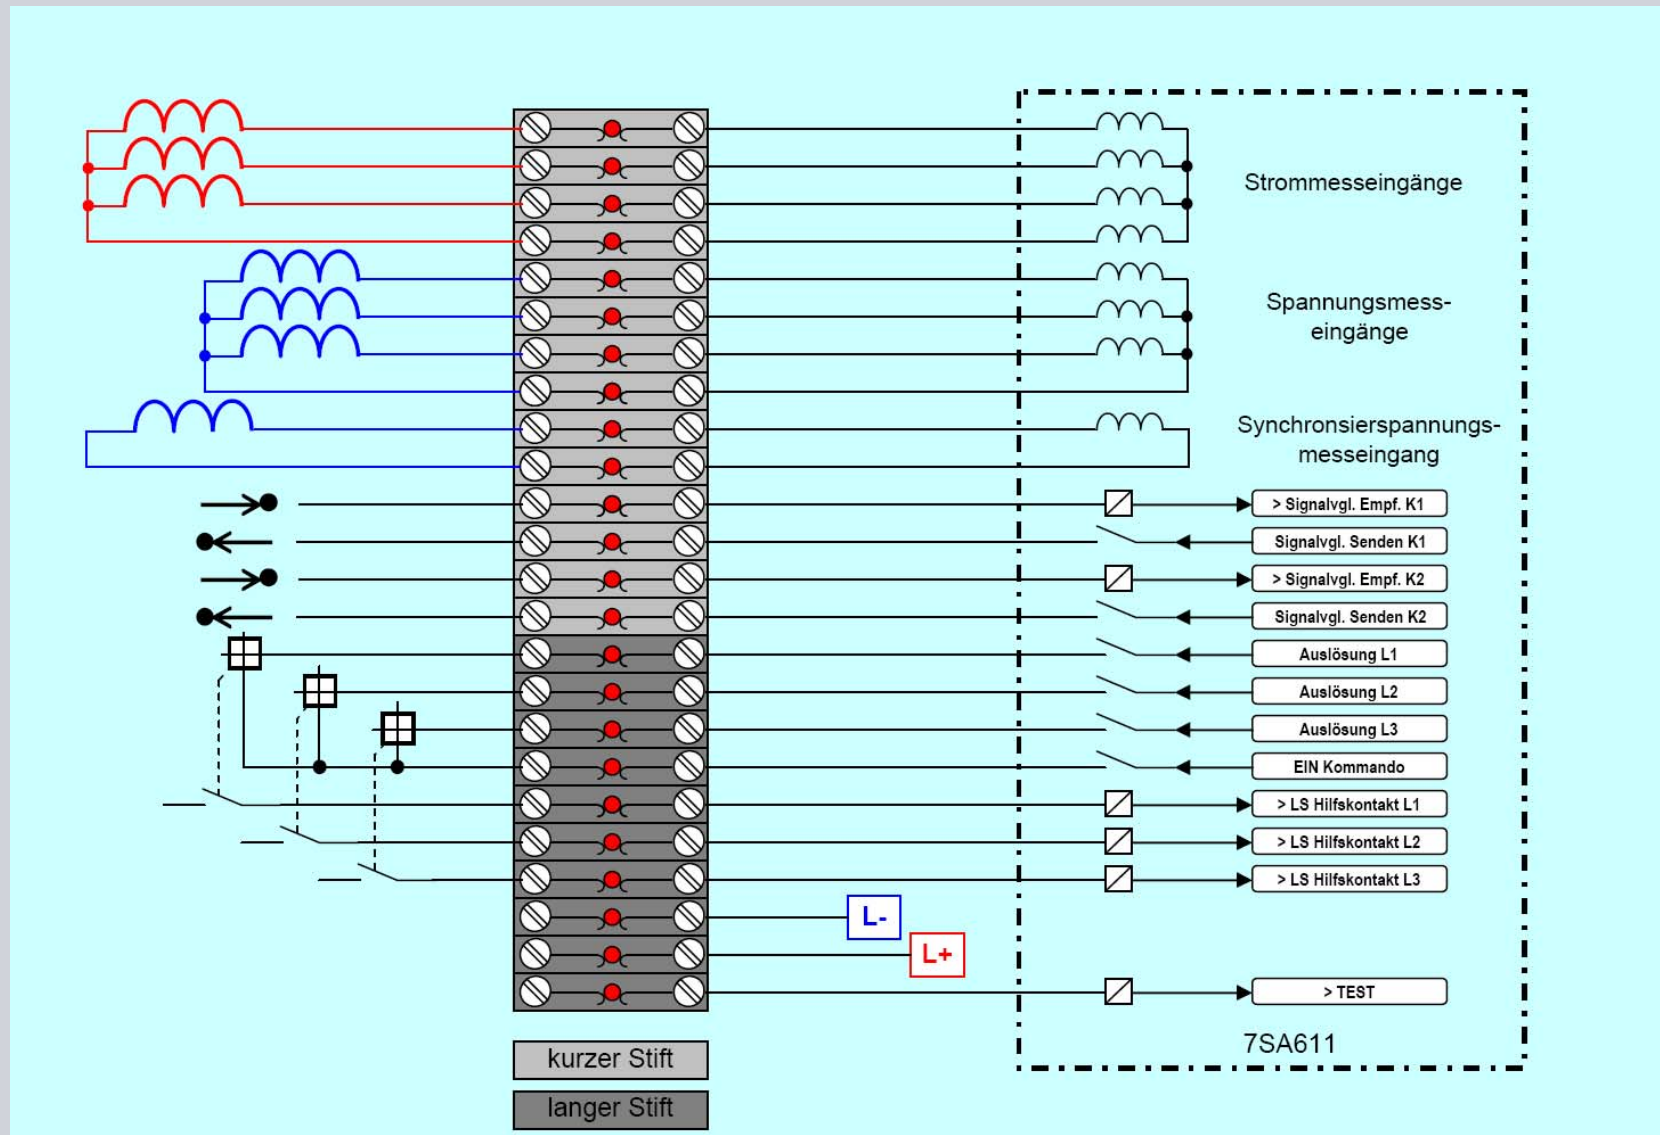 Strommesseingänge
Spannungsmess-
eingänge
Synchronsierspannungs-
messeingang
> Signalvgl. Empf. K1
Signalvgl. Senden K1
> Signalvgl. Empf. K2
Signalvgl. Senden K2
Auslösung L1
Auslösung L2
Auslösung L3
EIN Kommando
> LS Hilfskontakt L1
> LS Hilfskontakt L2
> LS Hilfskontakt L3
L-
L+
> TEST
7SA611
kurzer Stift
langer Stift